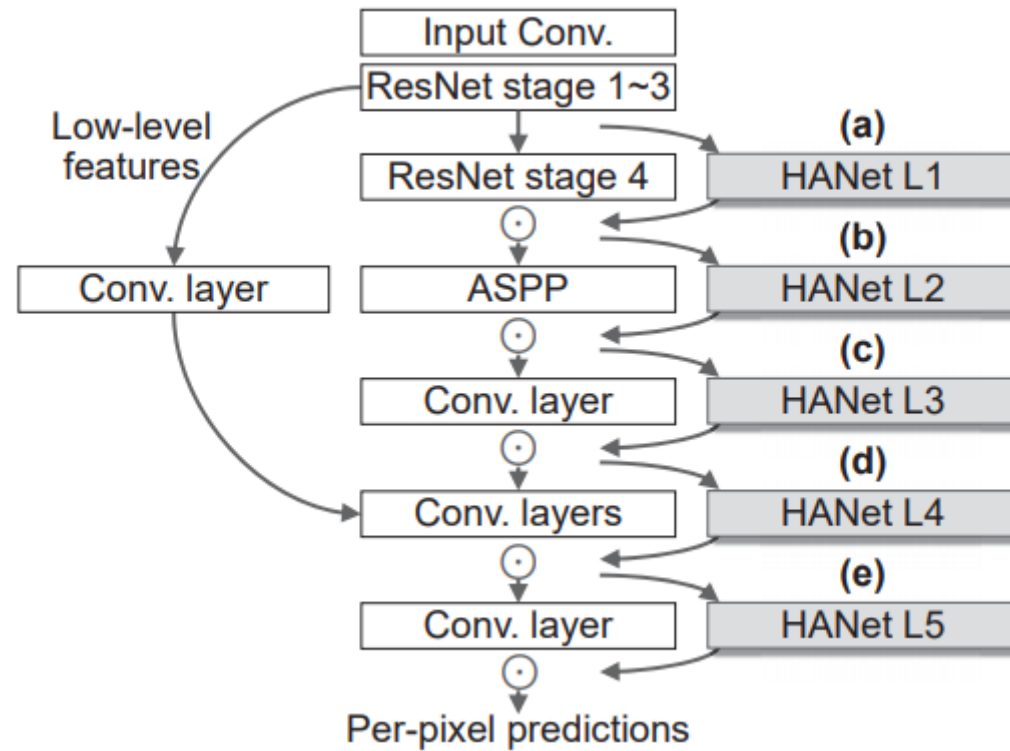 Input Conv.
ResNet stage 1~3
Low-level
features
(a)
ResNet stage 4
HANet L1
(b)
Conv. layer
ASPP
HANet L2
(c)
Conv. layer
HANet L3
(d)
Conv. layers
HANet L4
(e)
Conv. layer
HANet L5
Per-pixel predictions